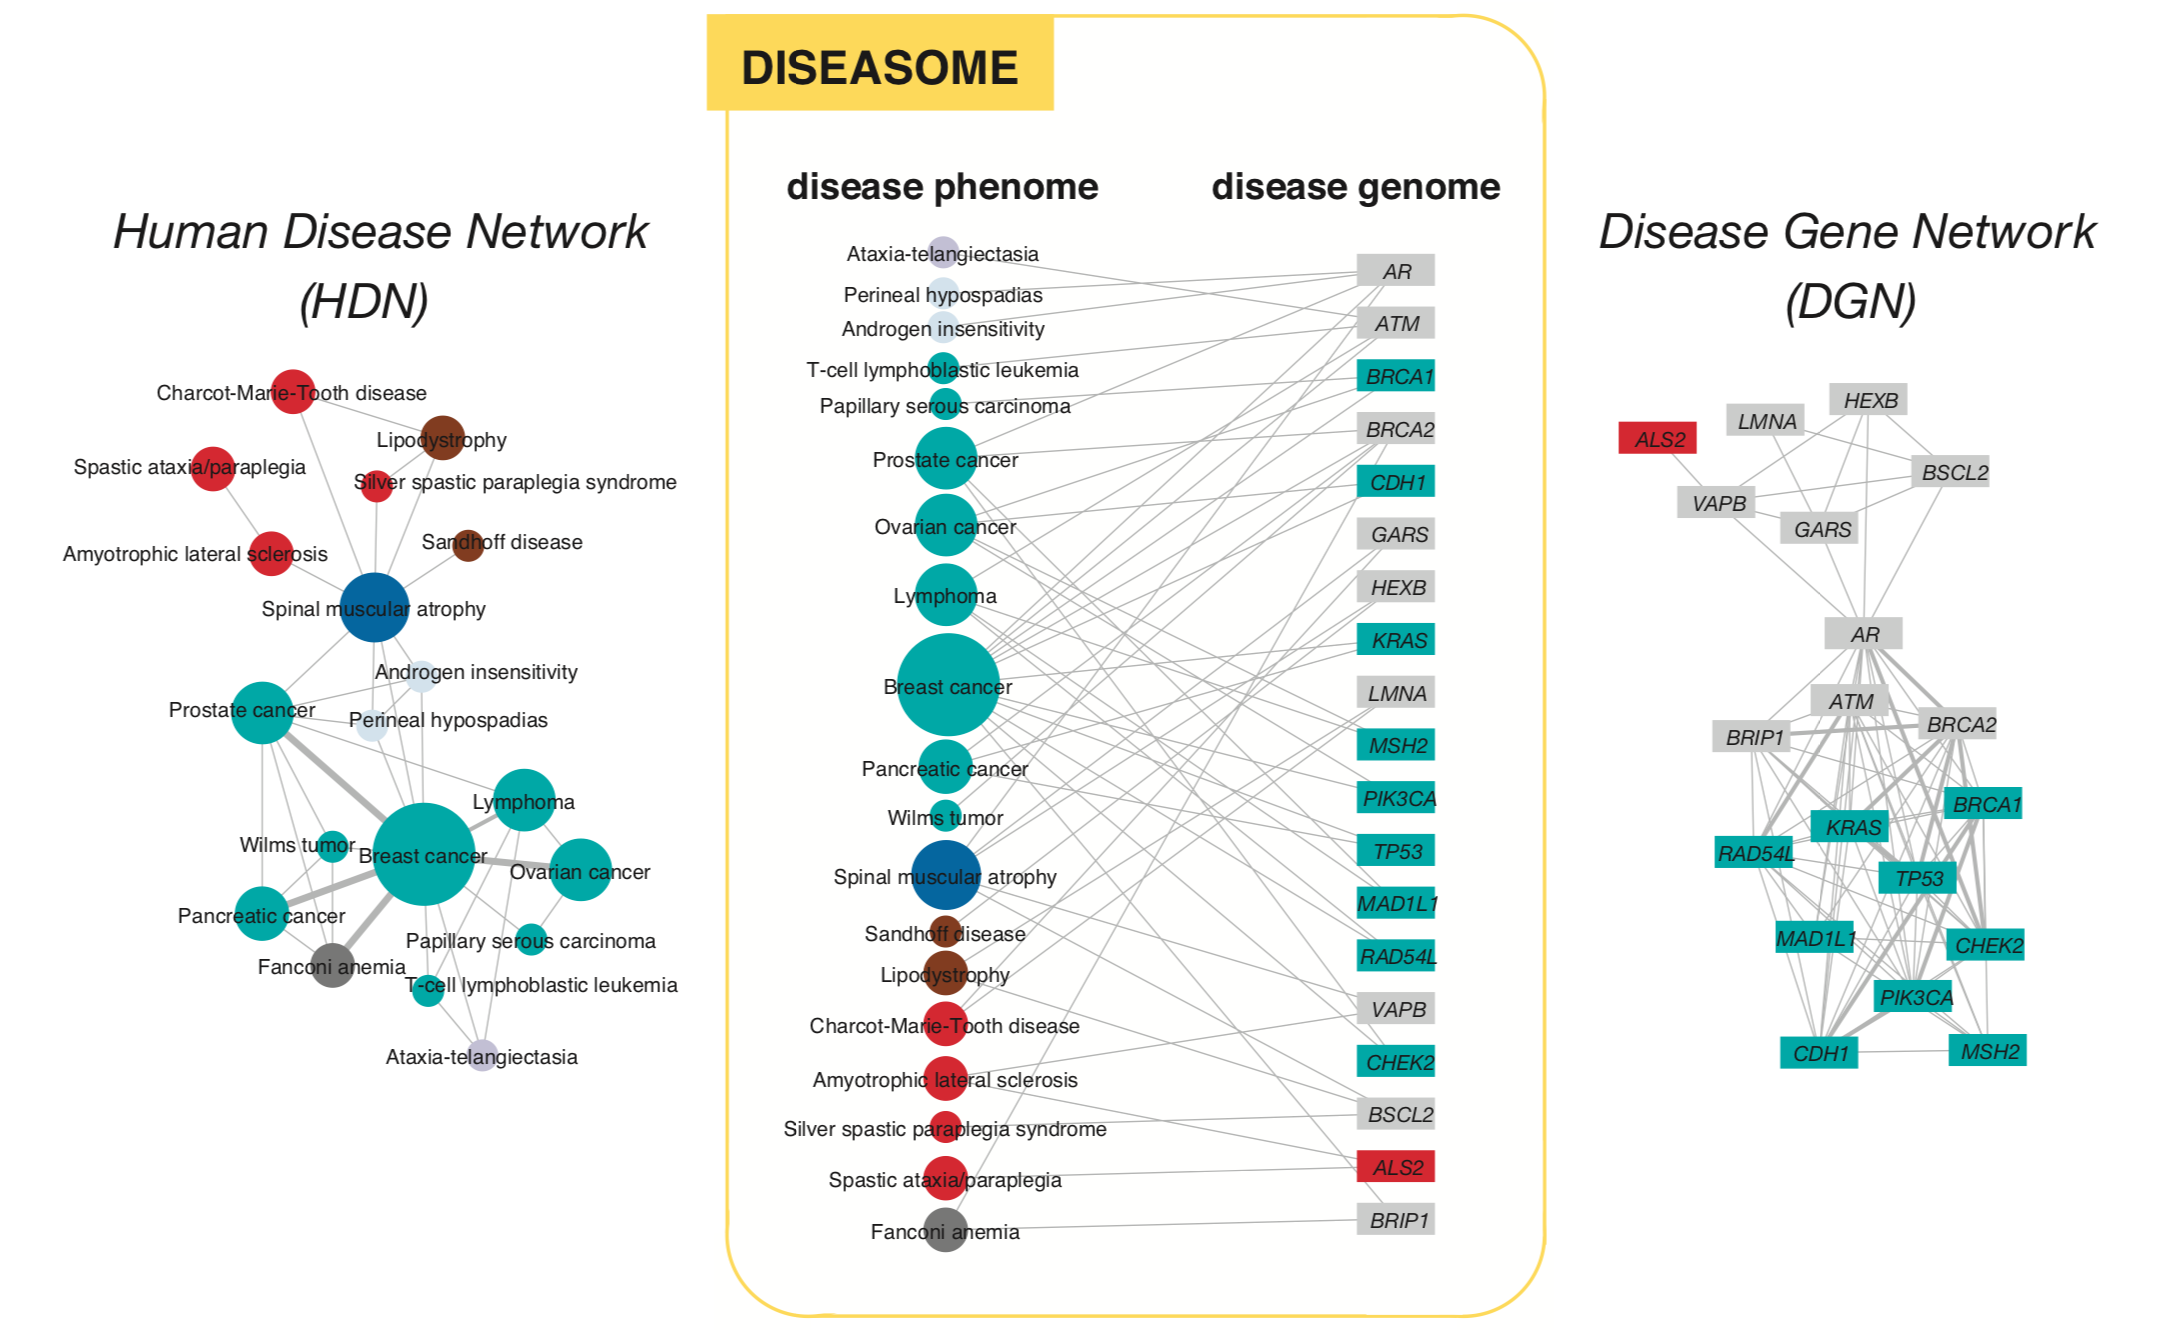 DISEASOME
Human Disease Network
(HDN)
Charcot-Marie-Tooth disease
Lipodystrophy
Spastic ataxia/paraplegia
Silver spastic paraplegia syndrome
Sandhoff disease
Amyotrophic lateral sclerosis
Spinal muscular atrophy
Androgen insensitivity
Prostate cancer
Perineal hypospadias
Lymphoma
Wilms tumor
Breast cancer
Ovarian cancer
Pancreatic cancer
Papillary serous carcinoma
Fanconi anemia
T-cell lymphoblastic leukemia
Ataxia-telangiectasia
disease phenome
Ataxia-telangiectasia
Perineal hypospadias
Androgen insensitivity
T-cell lymphoblastic leukemia
Papillary serous carcinoma
Prostate cancer
Ovarian cancer
Lymphoma
Breast cancer
Pancreatic cancer
Wilms tumor
Spinal muscular atrophy
Sandhoff disease
Lipodystrophy
Charcot-Marie-Tooth disease
Amyotrophic lateral sclerosis
Silver spastic paraplegia syndrome
Spastic ataxia/paraplegia
Fanconi anemia
disease genome
AR
ATM
BRCA1
BRCA2
CDH1
GARS
HEXB
KRAS
LMNA
MSH2
PIK3CA
TP53
MAD1L1
RAD54L
VAPB
CHEK2
BSCL2
ALS2
BRIP1
Disease Gene Network
(DGN)
HEXB
LMNA
ALS2
BSCL2
VAPB
GARS
AR
ATM
BRCA2
BRIP1
BRCA1
KRAS
RAD54L
TP53
MAD1L1
CHEK2
PIK3CA
CDH1
MSH2